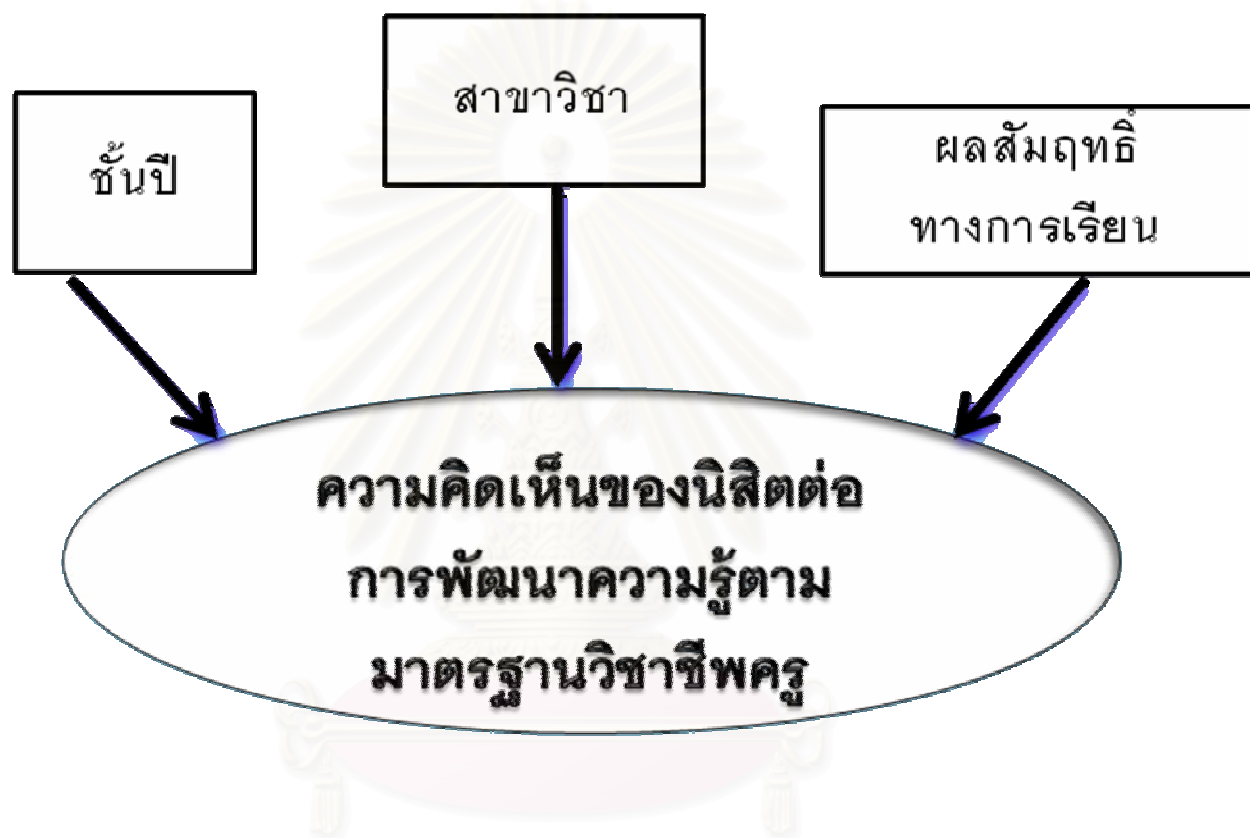 ชั้นปี
สาขาวิชา
ผลสัมฤทธิ์
ทางการเรียน
ความคิดเห็นของนิสิตต่อ
การพัฒนาความรู้ตาม
มาตรฐานวิชาชีพครู